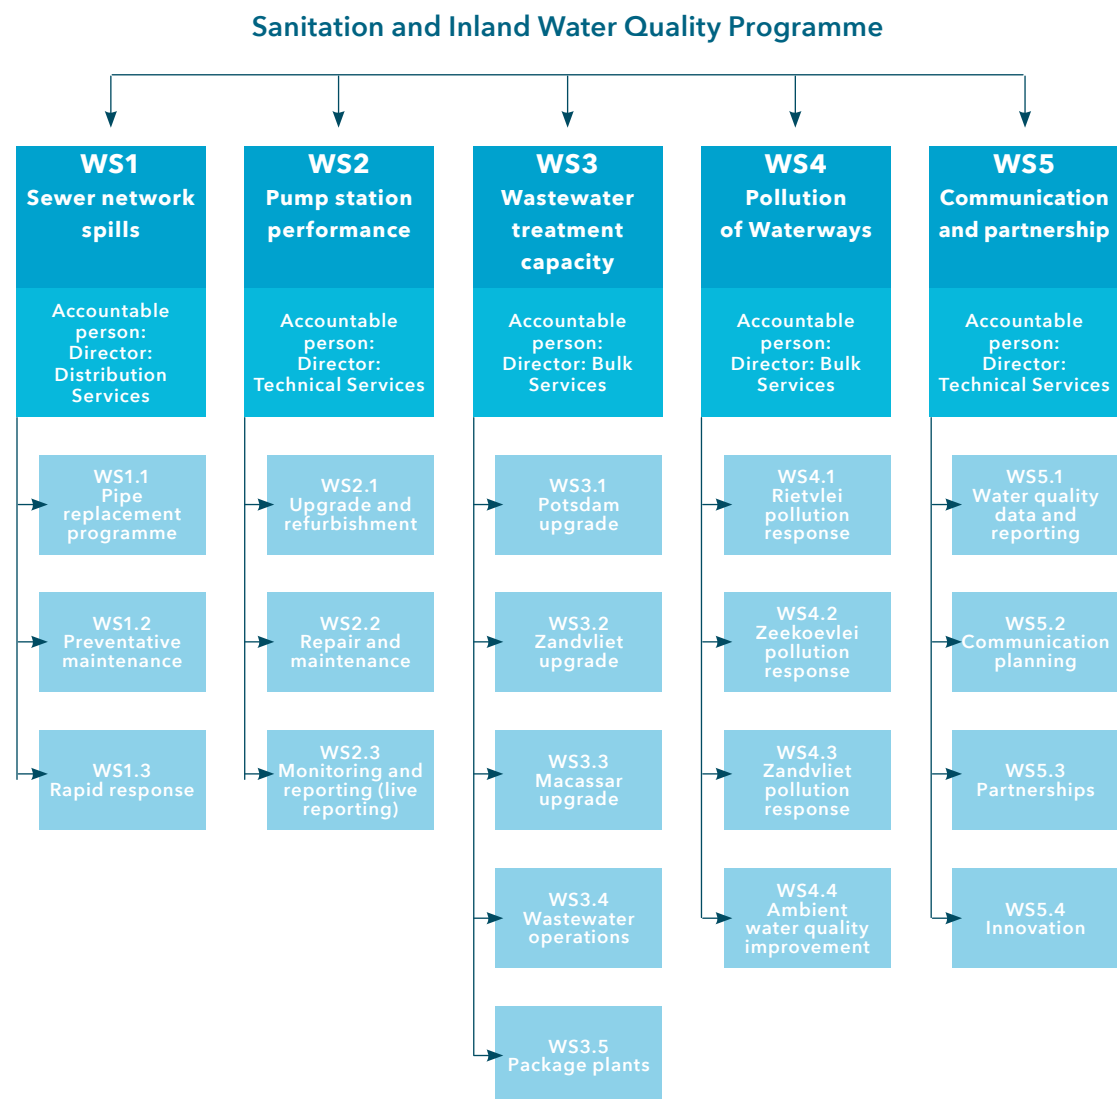 Sanitation and Inland Water Quality Programme
WS1
Sewer network
spills
Accountable
person:
Director:
Distribution
Services
WS1.1
Pipe
replacement
programme
WS1.2
Preventative
maintenance
WS1.3
Rapid response
WS2
Pump station
performance
Accountable
person:
Director:
Technical Services
WS2.1
Upgrade and
refurbishment
WS2.2
Repair and
maintenance
WS2.3
Monitoring and
reporting (live
reporting)
WS3
Wastewater
treatment
capacity
Accountable
person:
Director: Bulk
Services
WS3.1
Potsdam
upgrade
WS3.2
Zandvliet
upgrade
WS3.3
Macassar
upgrade
WS3.4
Wastewater
operations
WS3.5
Package plants
WS4
Pollution
of Waterways
Accountable
person:
Director: Bulk
Services
WS4.1
Rietvlei
pollution
response
WS4.2
Zeekoevlei
pollution
response
WS4.3
Zandvliet
pollution
response
WS4.4
Ambient
water quality
improvement
WS5
Communication
and partnership
Accountable
person:
Director:
Technical Services
WS5.1
Water quality
data and
reporting
WS5.2
Communication
planning
WS5.3
Partnerships
WS5.4
Innovation